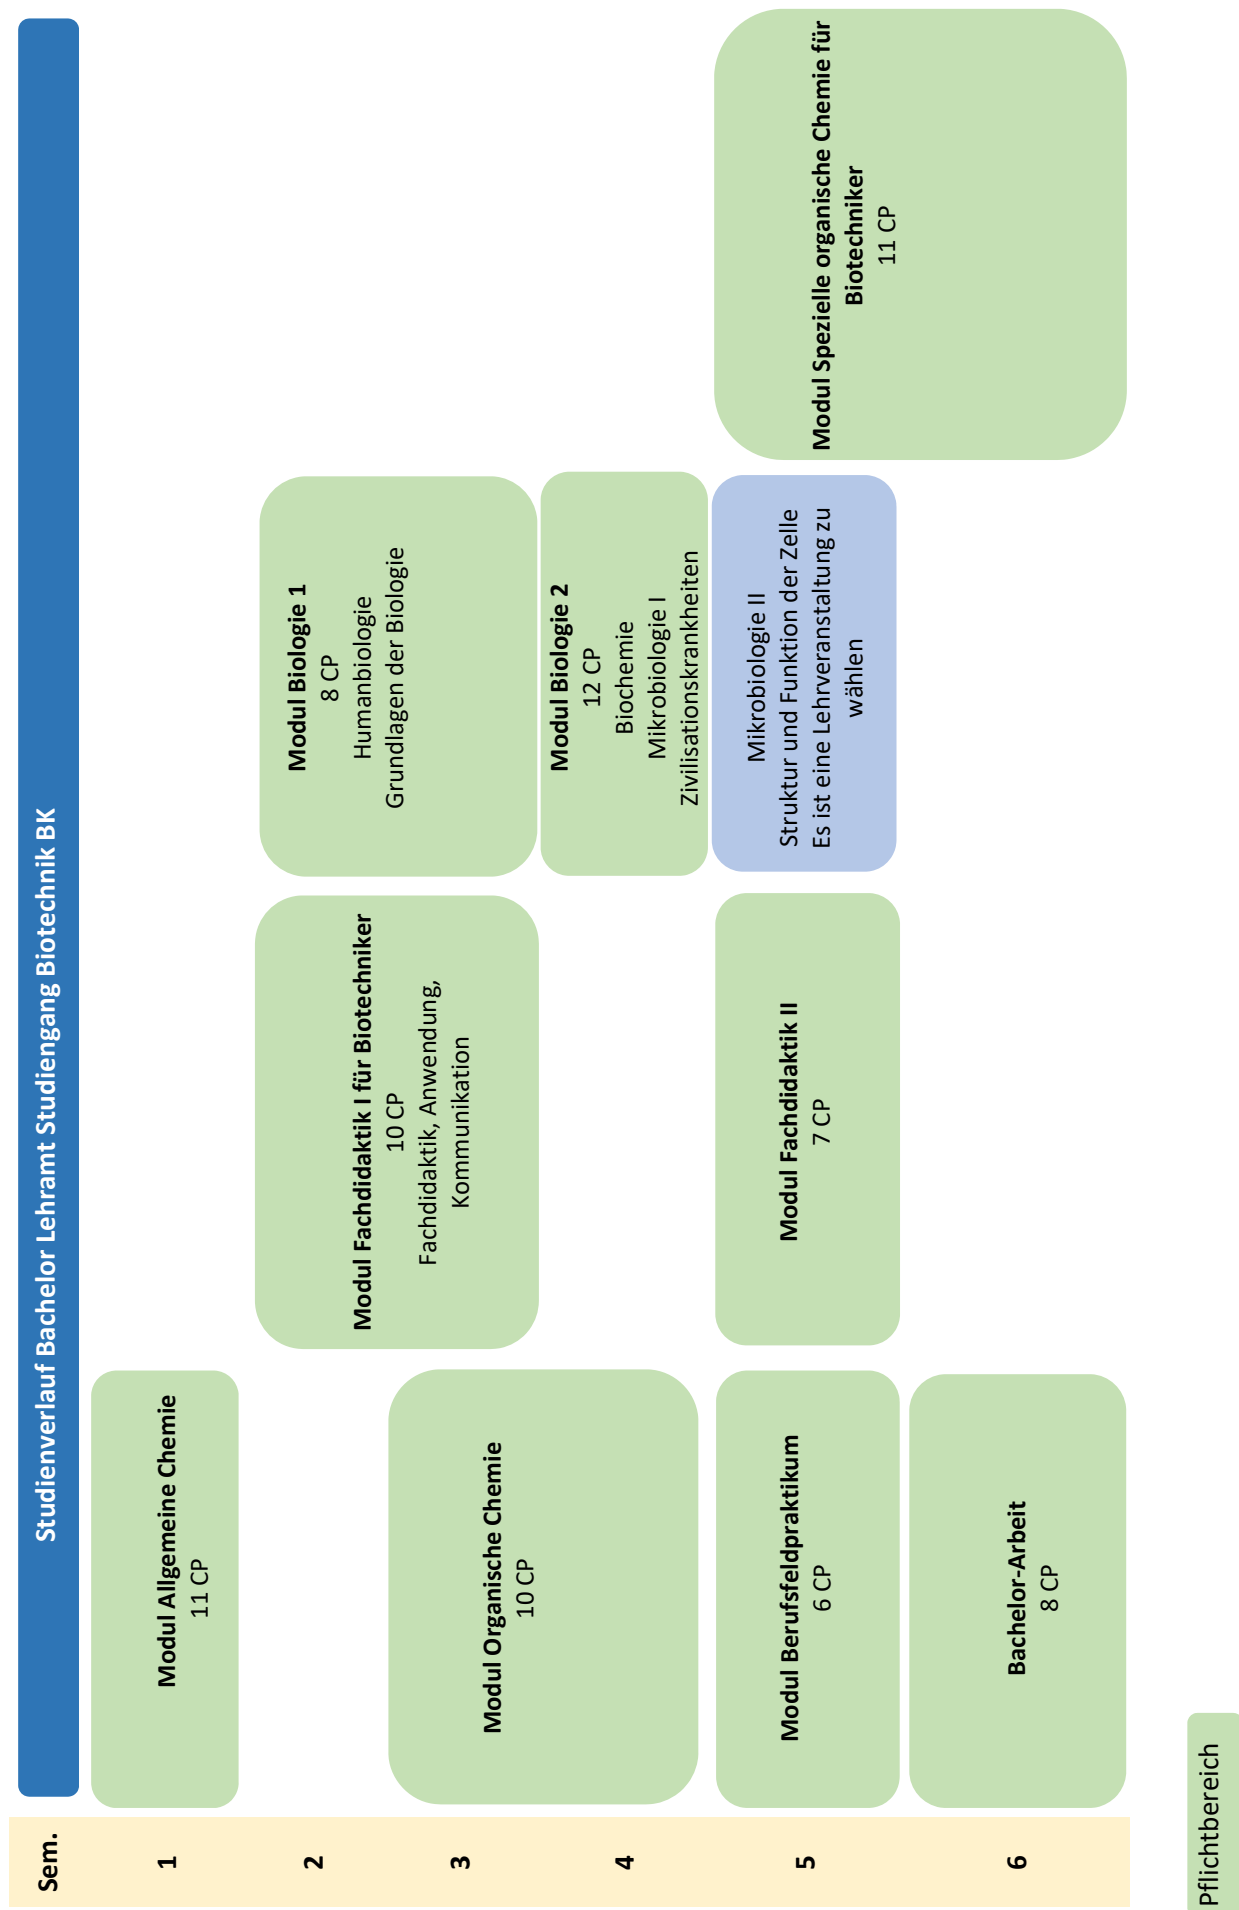 Studienverlauf Bachelor Lehramt Studiengang Biotechnik BK
Sem.
1
Modul Allgemeine Chemie
11 CP
2
Modul Fachdidaktik I für Biotechniker
10 CP
Fachdidaktik, Anwendung,
Kommunikation
Modul Biologie 1
8 CP
Humanbiologie
Grundlagen der Biologie
3
Modul Organische Chemie
10 CP
4
Modul Biologie 2
12 CP
Biochemie
Mikrobiologie I
Zivilisationskrankheiten
5
Modul Berufsfeldpraktikum
6 CP
Modul Fachdidaktik II
7 CP
Mikrobiologie II
Struktur und Funktion der Zelle
Es ist eine Lehrveranstaltung zu
wählen
Modul Spezielle organische Chemie für
Biotechniker
11 CP
6
Bachelor-Arbeit
8 CP
Pflichtbereich